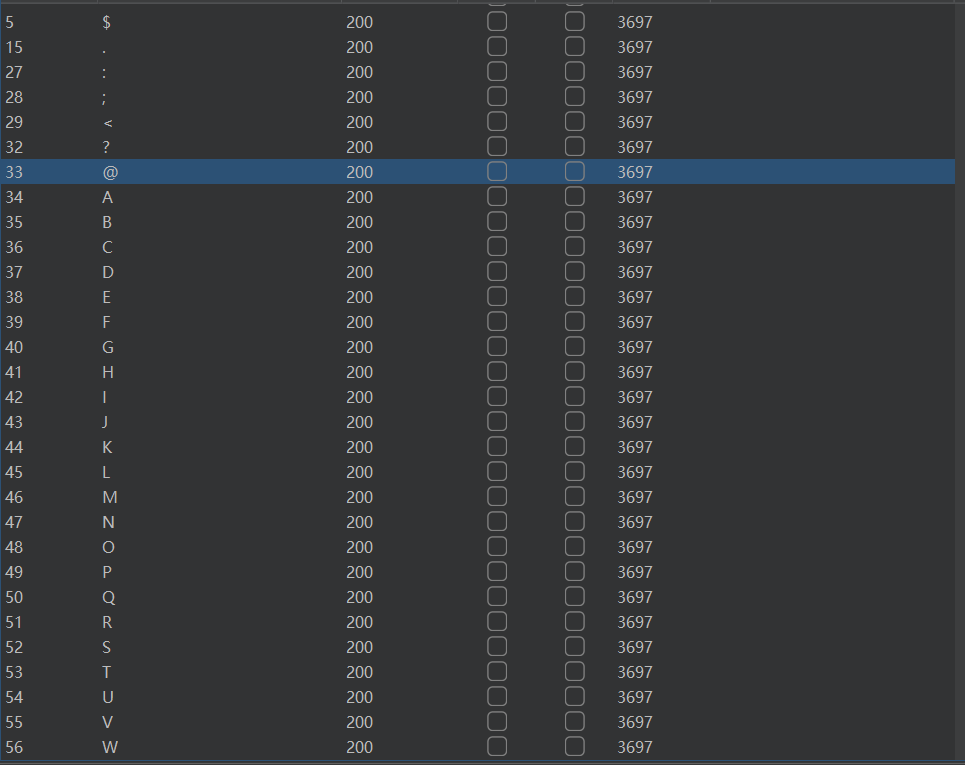 5 $ 200 3697
15 . 200 3697
27 : 200 3697
28 ; 200 3697
29 < 200 3697
32 ? 200 3697
33 @ 200 3697
34 A 200 3697
35 B 200 3697
36 C 200 3697
37 D 200 3697
38 E 200 3697
39 F 200 3697
40 G 200 3697
41 H 200 3697
42 I 200 3697
43 J 200 3697
44 K 200 3697
45 L 200 3697
46 M 200 3697
47 N 200 3697
48 O 200 3697
49 P 200 3697
50 Q 200 3697
51 R 200 3697
52 S 200 3697
53 T 200 3697
54 U 200 3697
55 V 200 3697
56 W 200 3697